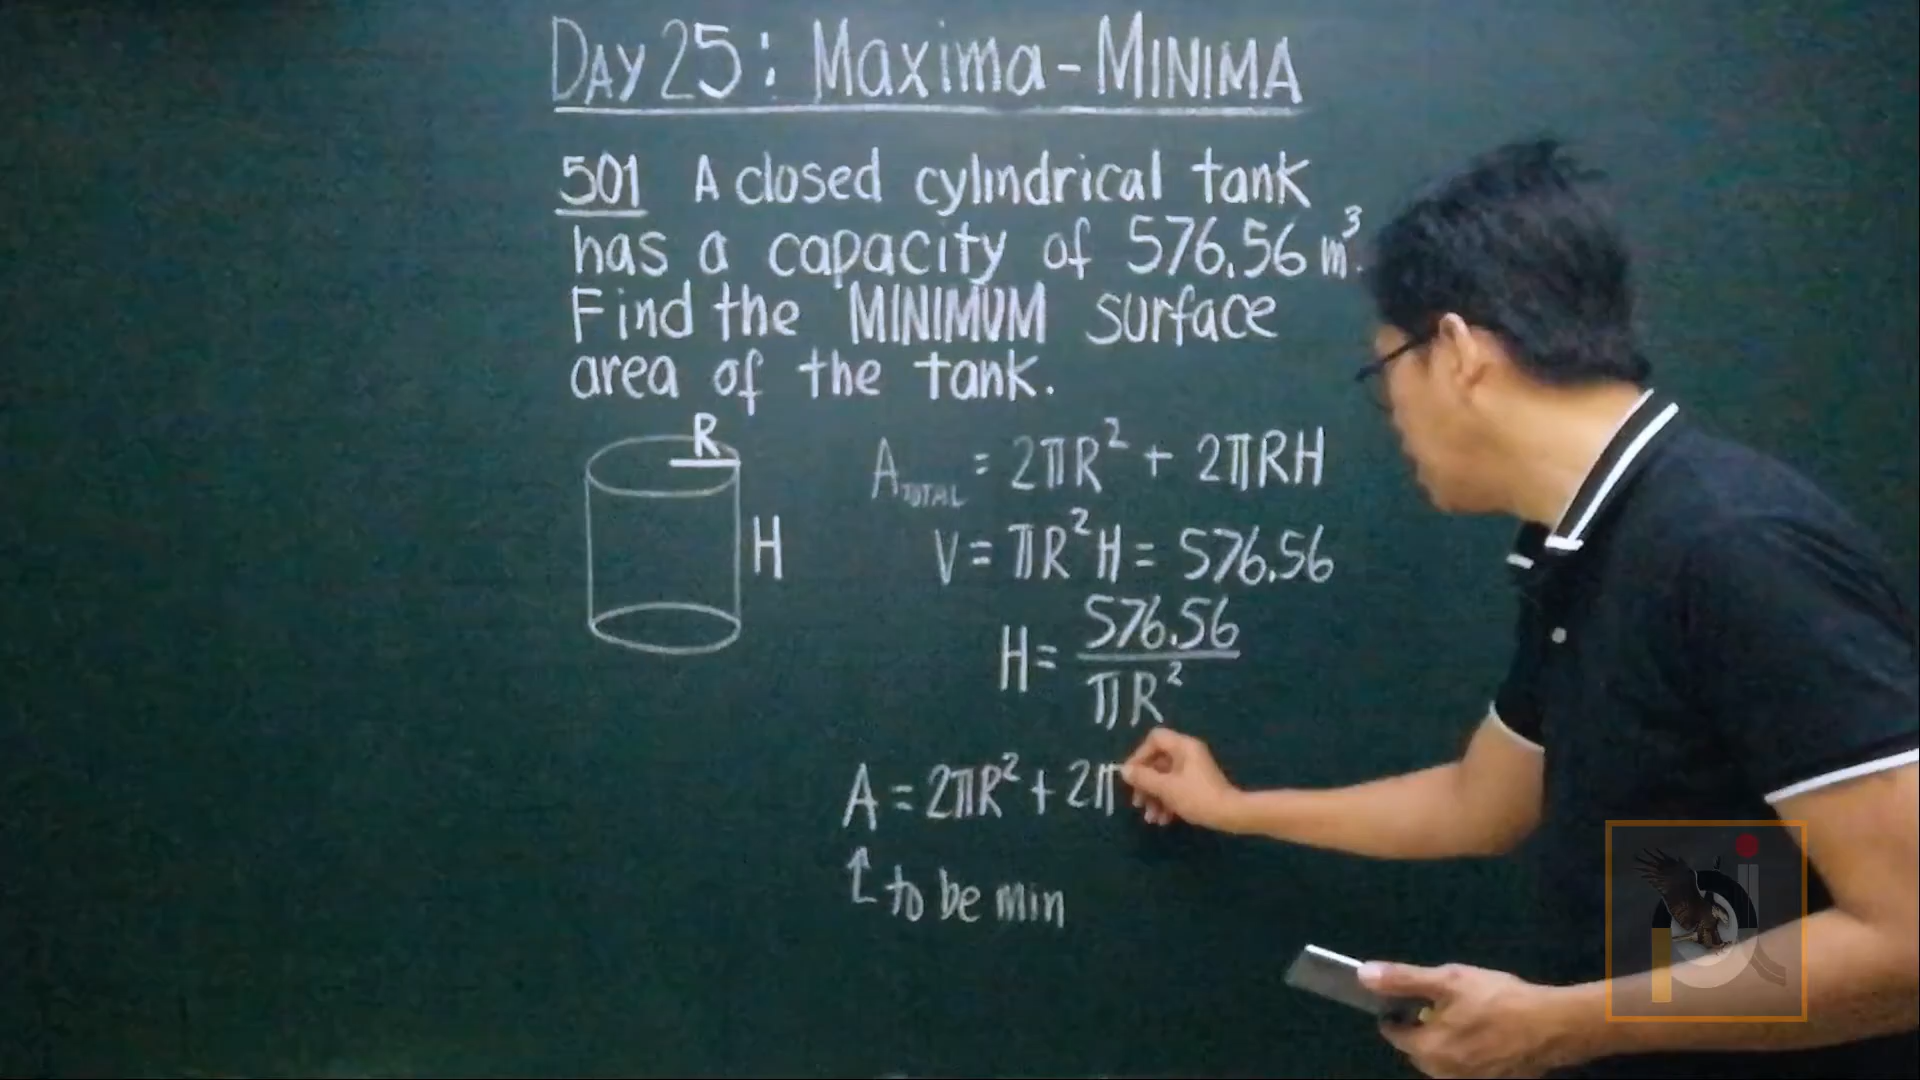 DAY 25: Maxima-MINIMA
501 A closed cylindrical tank
has a capacity of 576.56 m³.
Find the MINIMUM surface
area of the tank.
R
H
A_TOTAL = 2πR² + 2πRH
V = πR²H = 576.56
H = 576.56 / πR²
A = 2πR² + 2π
to be min